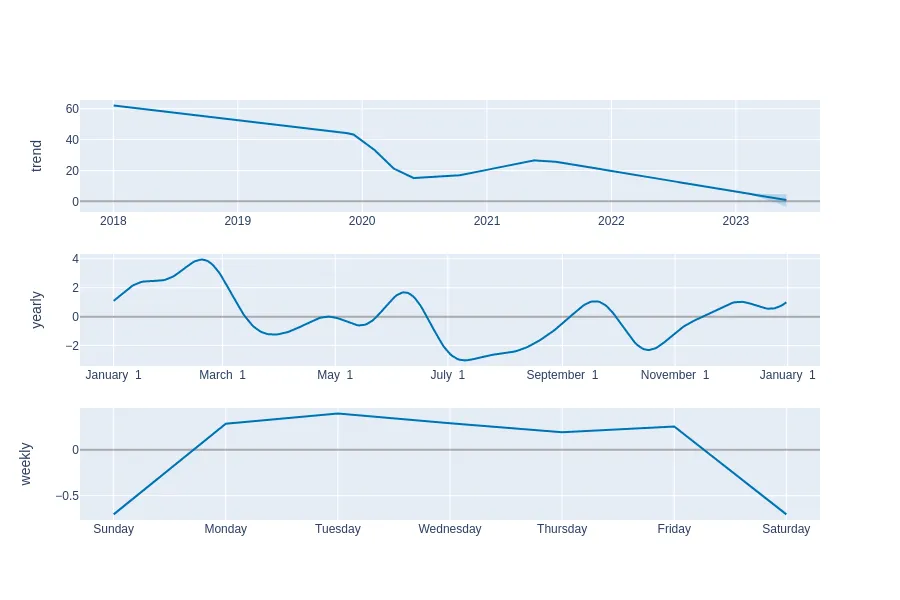 trend
60
40
20
0
2018 2019 2020 2021 2022 2023
yearly
4
2
0
−2
January 1 March 1 May 1 July 1 September 1 November 1 January 1
weekly
0
−0.5
Sunday Monday Tuesday Wednesday Thursday Friday Saturday